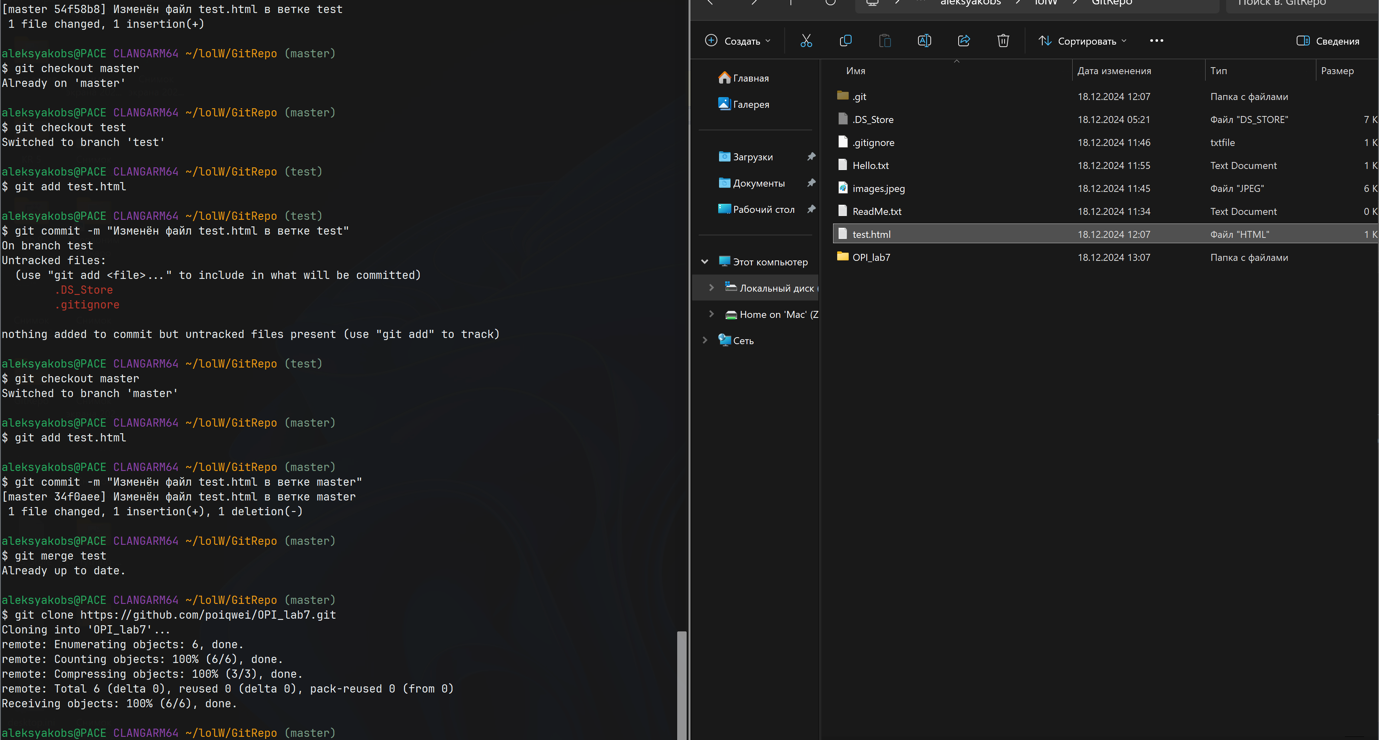 [master 54f58b8] Изменён файл test.html в ветке test
1 file changed, 1 insertion(+)
aleksyakobs@PACE CLANGARM64 ~/lolW/GitRepo (master)
$ git checkout master
Already on 'master'
aleksyakobs@PACE CLANGARM64 ~/lolW/GitRepo (master)
$ git checkout test
Switched to branch 'test'
aleksyakobs@PACE CLANGARM64 ~/lolW/GitRepo (test)
$ git add test.html
aleksyakobs@PACE CLANGARM64 ~/lolW/GitRepo (test)
$ git commit -m "Изменён файл test.html в ветке test"
On branch test
Untracked files:
(use "git add <file>..." to include in what will be committed)
.DS_Store
.gitignore
nothing added to commit but untracked files present (use "git add" to track)
aleksyakobs@PACE CLANGARM64 ~/lolW/GitRepo (test)
$ git checkout master
Switched to branch 'master'
aleksyakobs@PACE CLANGARM64 ~/lolW/GitRepo (master)
$ git add test.html
aleksyakobs@PACE CLANGARM64 ~/lolW/GitRepo (master)
$ git commit -m "Изменён файл test.html в ветке master"
[master 34f0aee] Изменён файл test.html в ветке master
1 file changed, 1 insertion(+), 1 deletion(-)
aleksyakobs@PACE CLANGARM64 ~/lolW/GitRepo (master)
$ git merge test
Already up to date.
aleksyakobs@PACE CLANGARM64 ~/lolW/GitRepo (master)
$ git clone https://github.com/poiqwei/OPI_lab7.git
Cloning into 'OPI_lab7'...
remote: Enumerating objects: 6, done.
remote: Counting objects: 100% (6/6), done.
remote: Compressing objects: 100% (3/3), done.
remote: Total 6 (delta 0), reused 0 (delta 0), pack-reused 0 (from 0)
Receiving objects: 100% (6/6), done.
aleksyakobs@PACE CLANGARM64 ~/lolW/GitRepo (master)
aleksyakobs > lolW > GitRepo Поиск в: GitRepo
Создать Сортировать Сведения
Главная
Галерея
Загрузки
Документы
Рабочий стол
Этот компьютер
Локальный диск (
Home on 'Mac' (Z
Сеть
Имя Дата изменения Тип Размер
.git 18.12.2024 12:07 Папка с файлами
.DS_Store 18.12.2024 05:21 Файл "DS_STORE" 7 К
.gitignore 18.12.2024 11:46 txtfile 1 К
Hello.txt 18.12.2024 11:55 Text Document 1 К
images.jpeg 18.12.2024 11:45 Файл "JPEG" 6 К
ReadMe.txt 18.12.2024 11:34 Text Document 0 К
test.html 18.12.2024 12:07 Файл "HTML" 1 К
OPI_lab7 18.12.2024 13:07 Папка с файлами